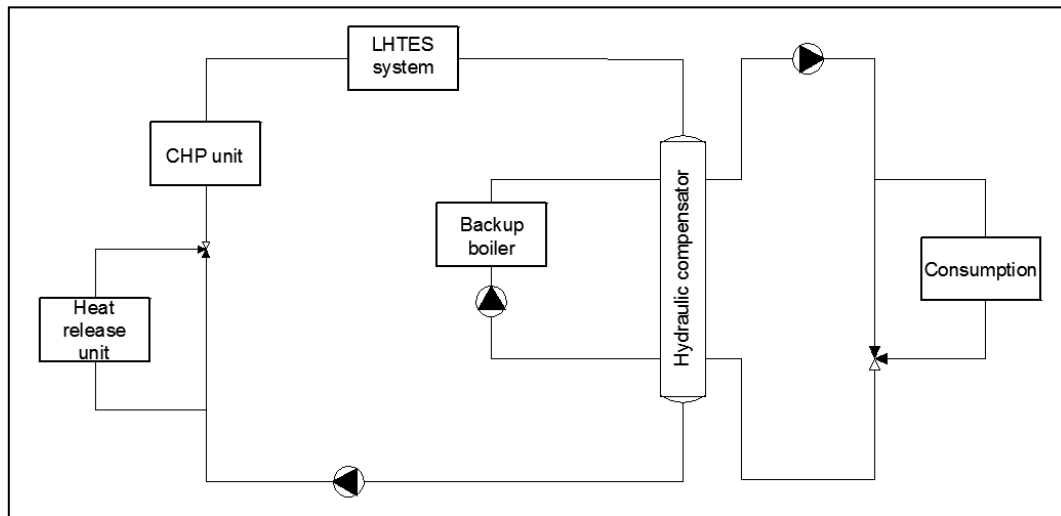 LHTES
system
CHP unit
Backup
boiler
Hydraulic compensator
Consumption
Heat
release
unit